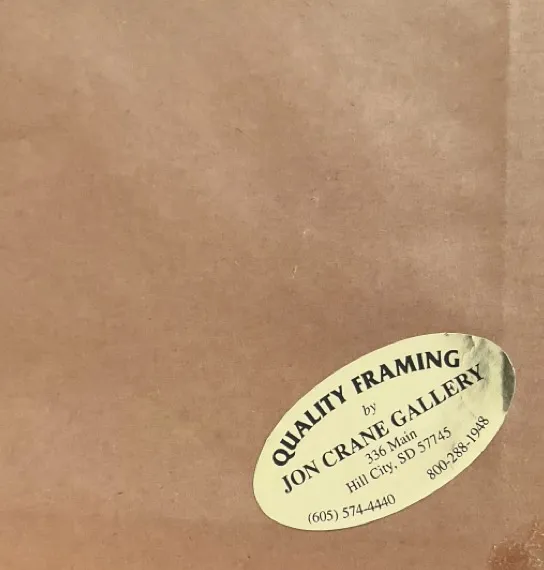 QUALITY FRAMING
by
JON CRANE GALLERY
336 Main
Hill City, SD 57745
(605) 574-4440
800-288-1948